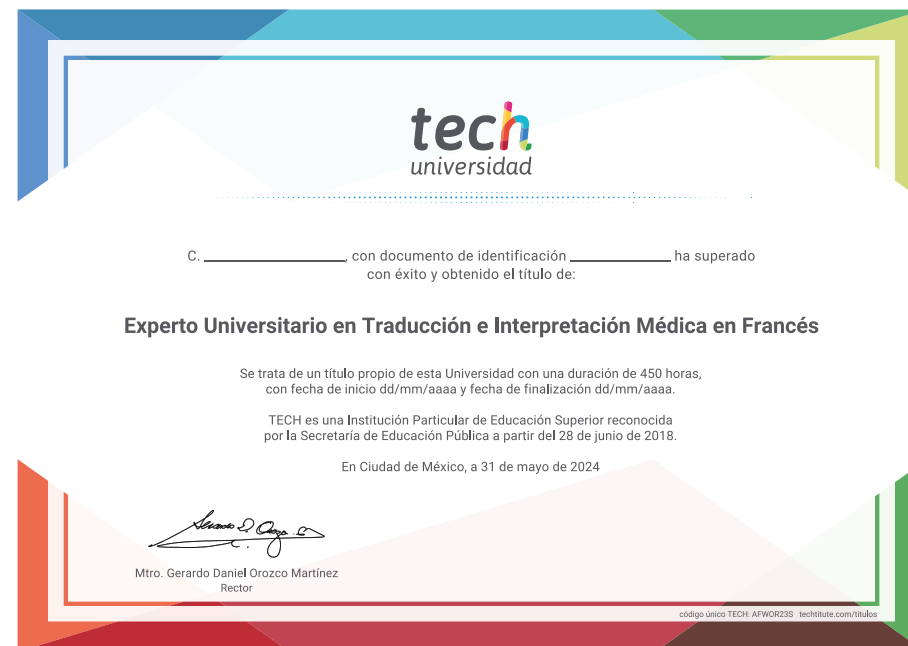 tech
universidad
C. ____________, con documento de identificación ____________ ha superado
con éxito y obtenido el título de:
Experto Universitario en Traducción e Interpretación Médica en Francés
Se trata de un título propio de esta Universidad con una duración de 450 horas,
con fecha de inicio dd/mm/aaaa y fecha de finalización dd/mm/aaaa.
TECH es una Institución Particular de Educación Superior reconocida
por la Secretaría de Educación Pública a partir del 28 de junio de 2018.
En Ciudad de México, a 31 de mayo de 2024
Mtro. Gerardo Daniel Orozco Martínez
Rector
código único TECH: AFWOR23S techtitute.com/titulos